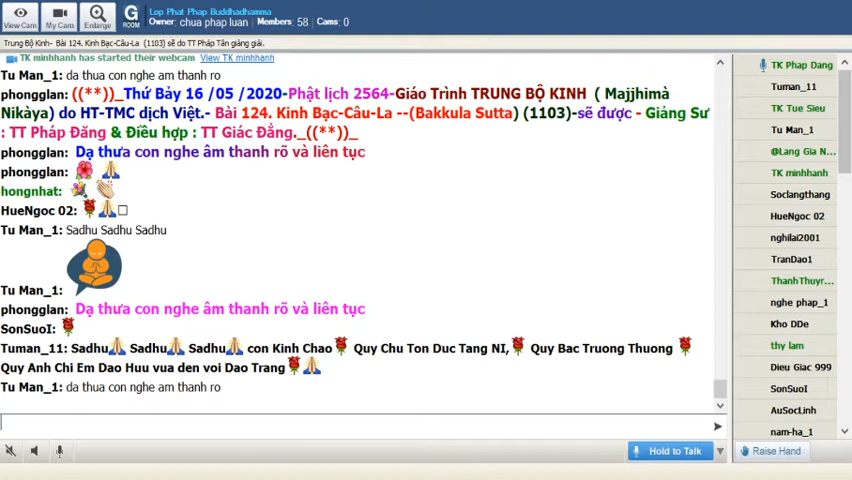 View Cam
My Cam
Enlarge
G
ROOM
Lop Phat Phap Buddhadhamma
Owner: chua phap luan Members: 58 Cams: 0
Trung Bộ Kinh- Bài 124. Kinh Bạc-Câu-La (1103) sẽ do TT Pháp Tân giảng giải.
TK minhhanh has started their webcam View TK minhhanh
Tu Man_1: da thua con nghe am thanh ro
phongglan: ((**))_Thứ Bảy 16 /05 /2020-Phật lịch 2564-Giáo Trình TRUNG BỘ KINH ( Majjhimà
Nikàya) do HT-TMC dịch Việt.- Bài 124. Kinh Bạc-Câu-La --(Bakkula Sutta) (1103)-sẽ được - Giảng Sư
: TT Pháp Đăng & Điều hợp : TT Giác Đẳng._((**))_
phongglan: Dạ thưa con nghe âm thanh rõ và liên tục
phongglan:
hongnhat:
HueNgoc 02:
Tu Man_1: Sadhu Sadhu Sadhu
Tu Man_1:
phongglan: Dạ thưa con nghe âm thanh rõ và liên tục
SonSuoI:
Tuman_11: Sadhu Sadhu Sadhu con Kinh Chao Quy Chu Ton Duc Tang NI, Quy Bac Truong Thuong
Quy Anh Chi Em Dao Huu vua den voi Dao Trang
Tu Man_1: da thua con nghe am thanh ro
Hold to Talk
TK Phap Dang
Tuman_11
TK Tue Sieu
Tu Man_1
@Lang Gia N...
TK minhhanh
Soclangthang
HueNgoc 02
nghilai2001
TranDao1
ThanhThuyr...
nghe phap_1
Kho DDe
thy lam
Dieu Giac 999
SonSuoI
AuSocLinh
nam-ha_1
Raise Hand